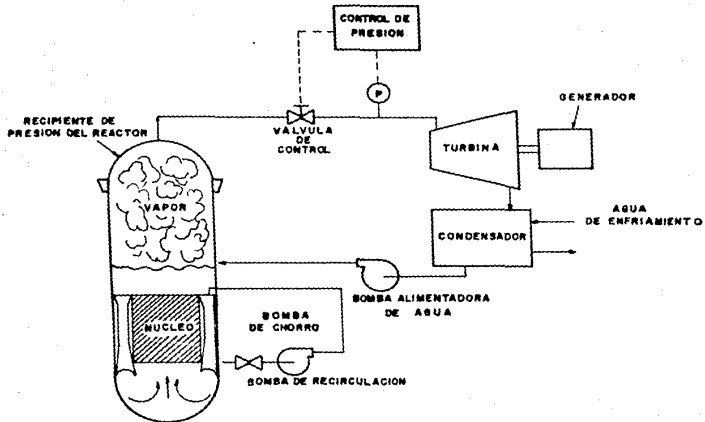 CONTROL DE
PRESION
P
GENERADOR
RECIPIENTE DE
PRESION DEL REACTOR
VÁLVULA
DE
CONTROL
TURBINA
VAPOR
AGUA
DE ENFRIAMIENTO
CONDENSADOR
BOMBA ALIMENTADORA
DE AGUA
BOMBA
DE CHORRO
NUCLEO
BOMBA DE RECIRCULACION